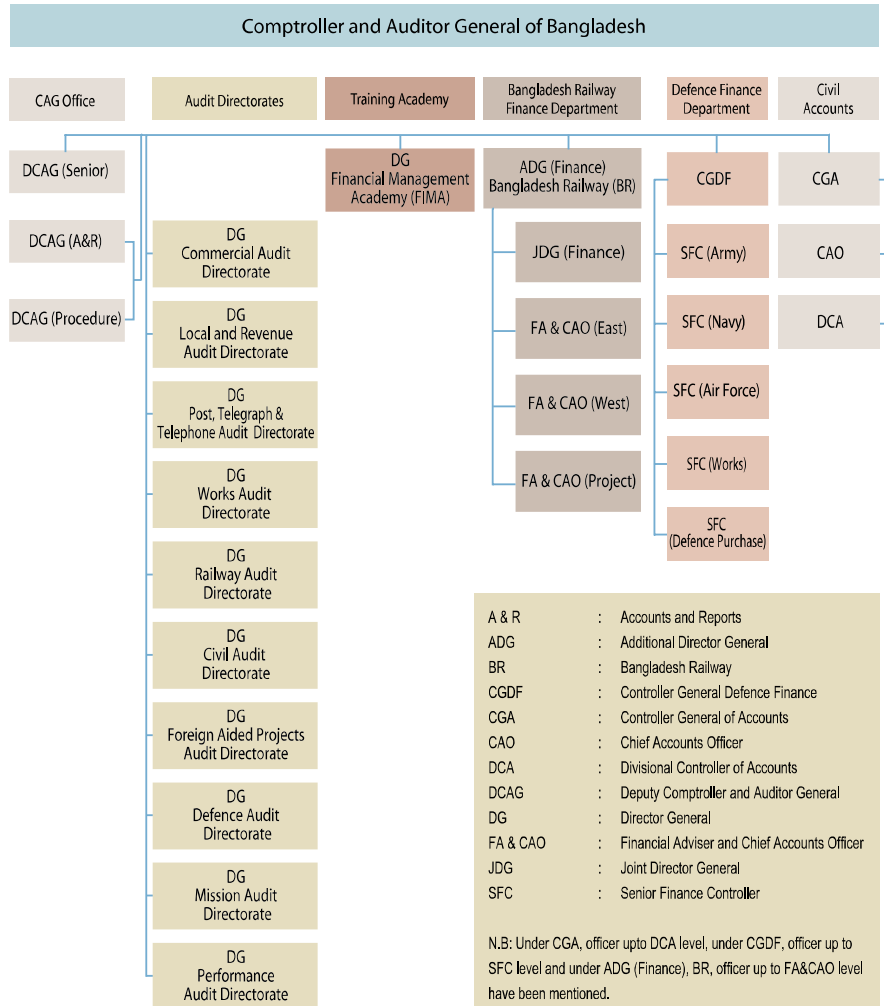 Comptroller and Auditor General of Bangladesh
CAG Office
Audit Directorates
Training Academy
Bangladesh Railway
Finance Department
Defence Finance
Department
Civil
Accounts
DCAG (Senior)
DCAG (A&R)
DCAG (Procedure)
DG
Commercial Audit
Directorate
DG
Local and Revenue
Audit Directorate
DG
Post, Telegraph &
Telephone Audit Directorate
DG
Works Audit
Directorate
DG
Railway Audit
Directorate
DG
Civil Audit
Directorate
DG
Foreign Aided Projects
Audit Directorate
DG
Defence Audit
Directorate
DG
Mission Audit
Directorate
DG
Performance
Audit Directorate
DG
Financial Management
Academy (FIMA)
ADG (Finance)
Bangladesh Railway (BR)
JDG (Finance)
FA & CAO (East)
FA & CAO (West)
FA & CAO (Project)
CGDF
SFC (Army)
SFC (Navy)
SFC (Air Force)
SFC (Works)
SFC
(Defence Purchase)
CGA
CAO
DCA
A & R : Accounts and Reports
ADG : Additional Director General
BR : Bangladesh Railway
CGDF : Controller General Defence Finance
CGA : Controller General of Accounts
CAO : Chief Accounts Officer
DCA : Divisional Controller of Accounts
DCAG : Deputy Comptroller and Auditor General
DG : Director General
FA & CAO : Financial Adviser and Chief Accounts Officer
JDG : Joint Director General
SFC : Senior Finance Controller
N.B: Under CGA, officer upto DCA level, under CGDF, officer up to
SFC level and under ADG (Finance), BR, officer up to FA&CAO level
have been mentioned.